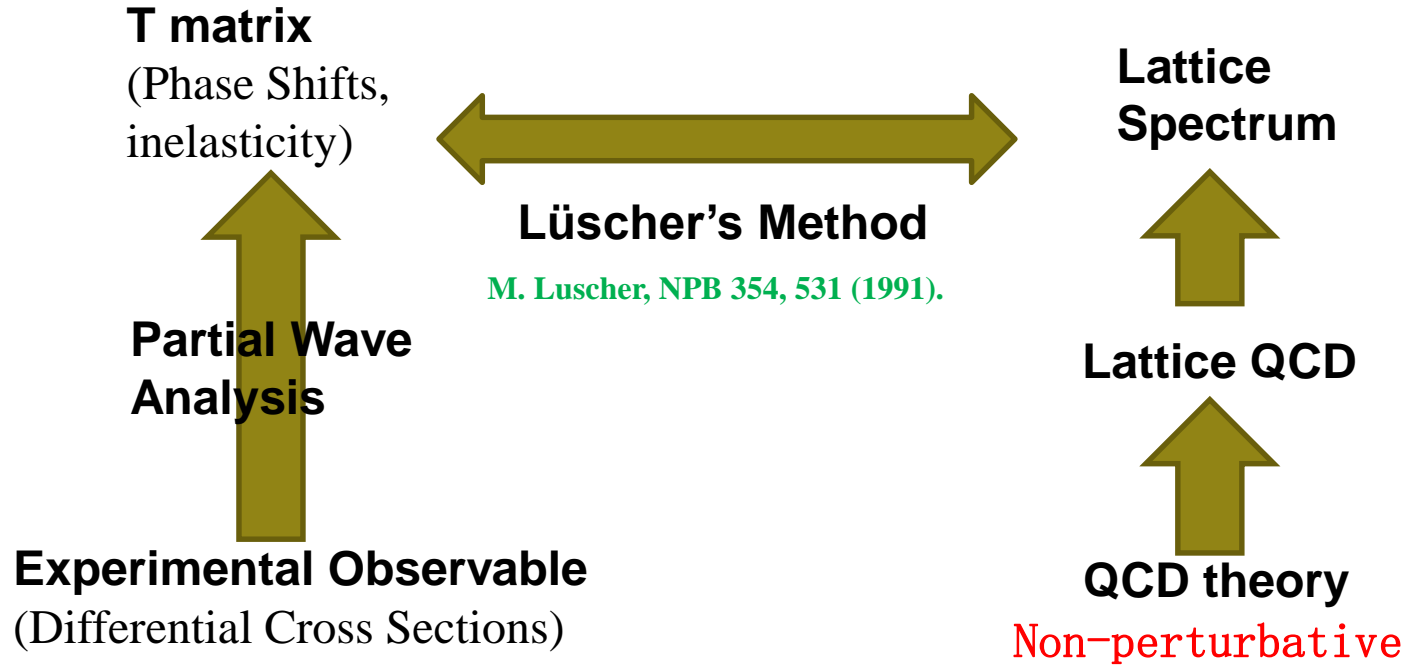 T matrix
(Phase Shifts,
inelasticity)
Lattice
Spectrum
Lüscher’s Method
M. Luscher, NPB 354, 531 (1991).
Partial Wave
Analysis
Lattice QCD
Experimental Observable
(Differential Cross Sections)
QCD theory
Non-perturbative